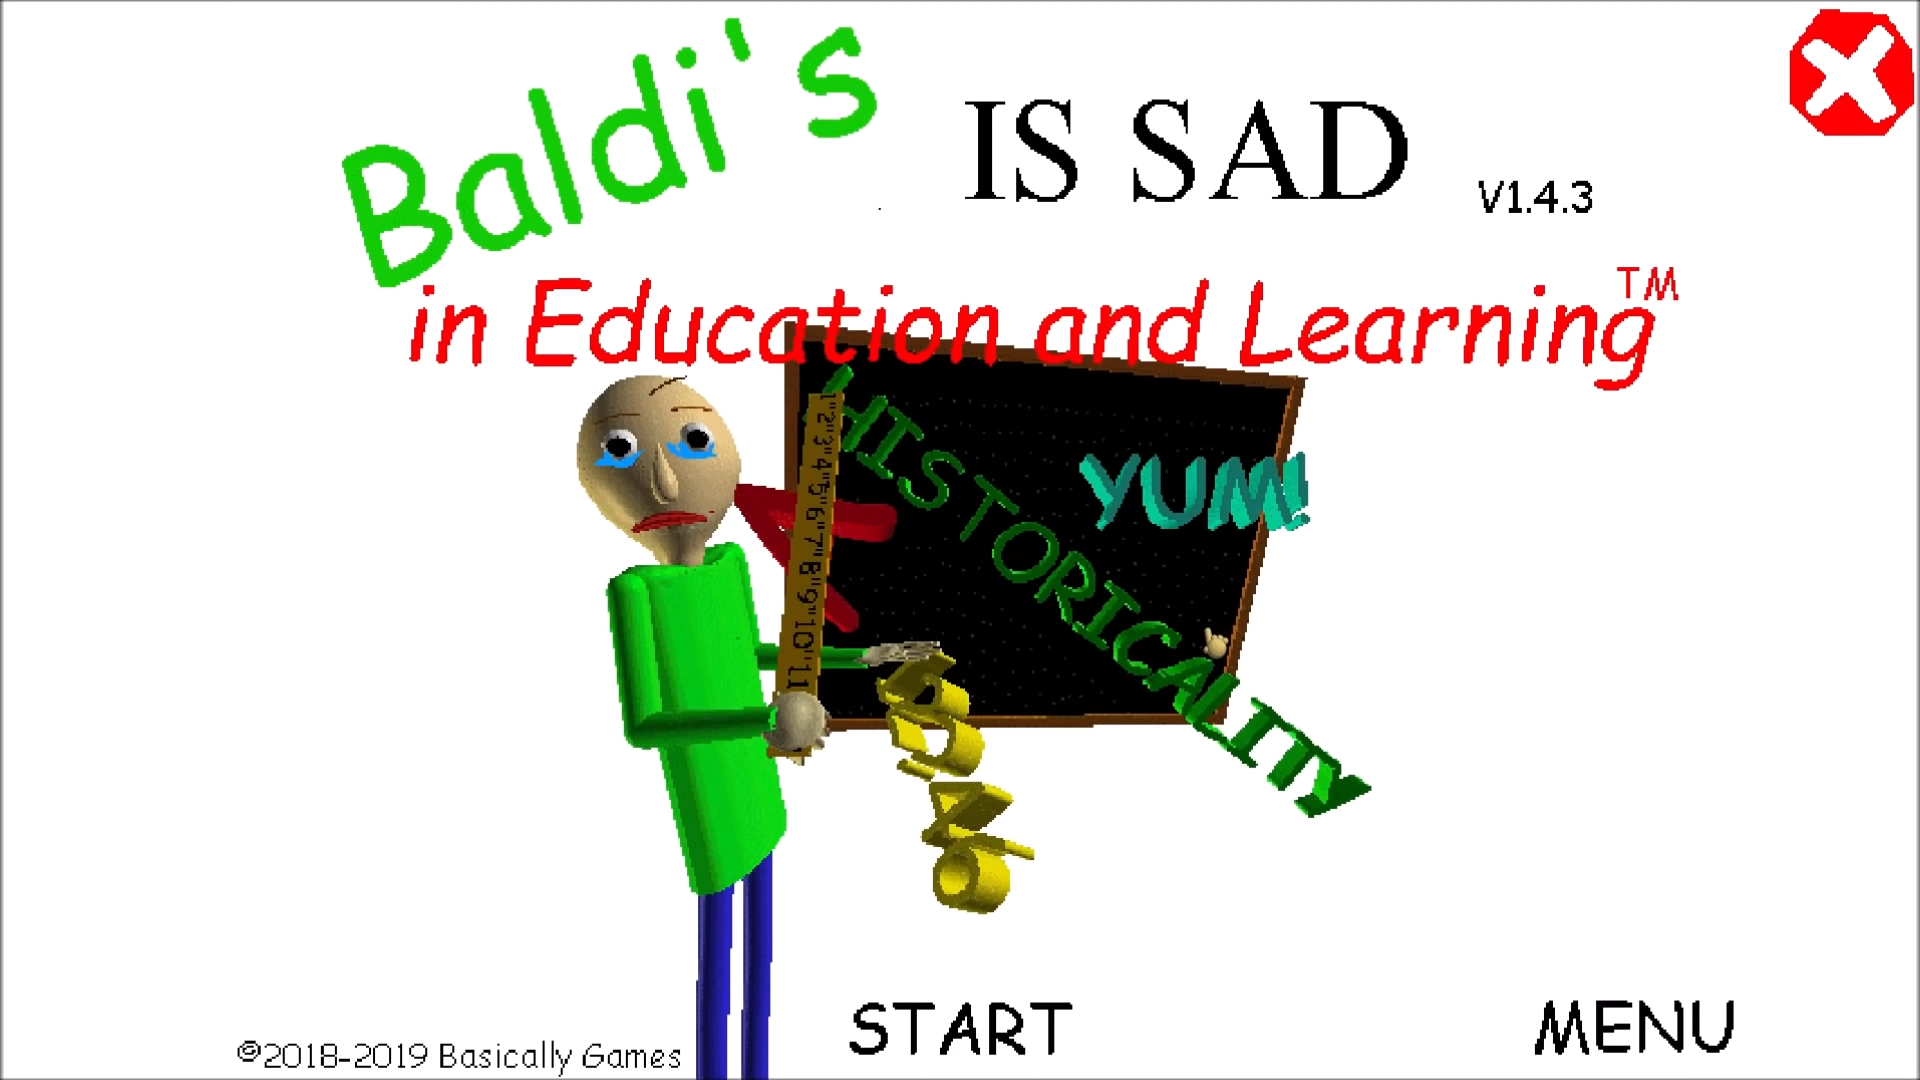 Baldi's IS SAD V1.4.3
in Education and Learning™
1" 2" 3" 4" 5" 6" 7" 8" 9" 10" 11
HISTORICALITY
YUM!
START
MENU
©2018-2019 Basically Games